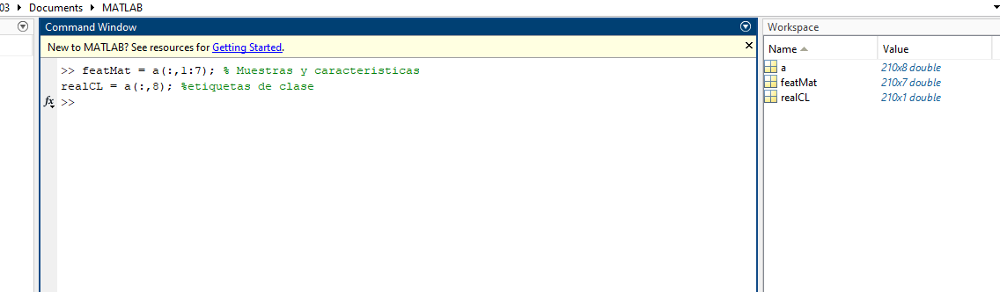 03 Documents MATLAB
Command Window
New to MATLAB? See resources for Getting Started.
>> featMat = a(:,1:7); % Muestras y caracteristicas
realCL = a(:,8); %etiquetas de clase
fx >>
Workspace
Name Value
a 210x8 double
featMat 210x7 double
realCL 210x1 double